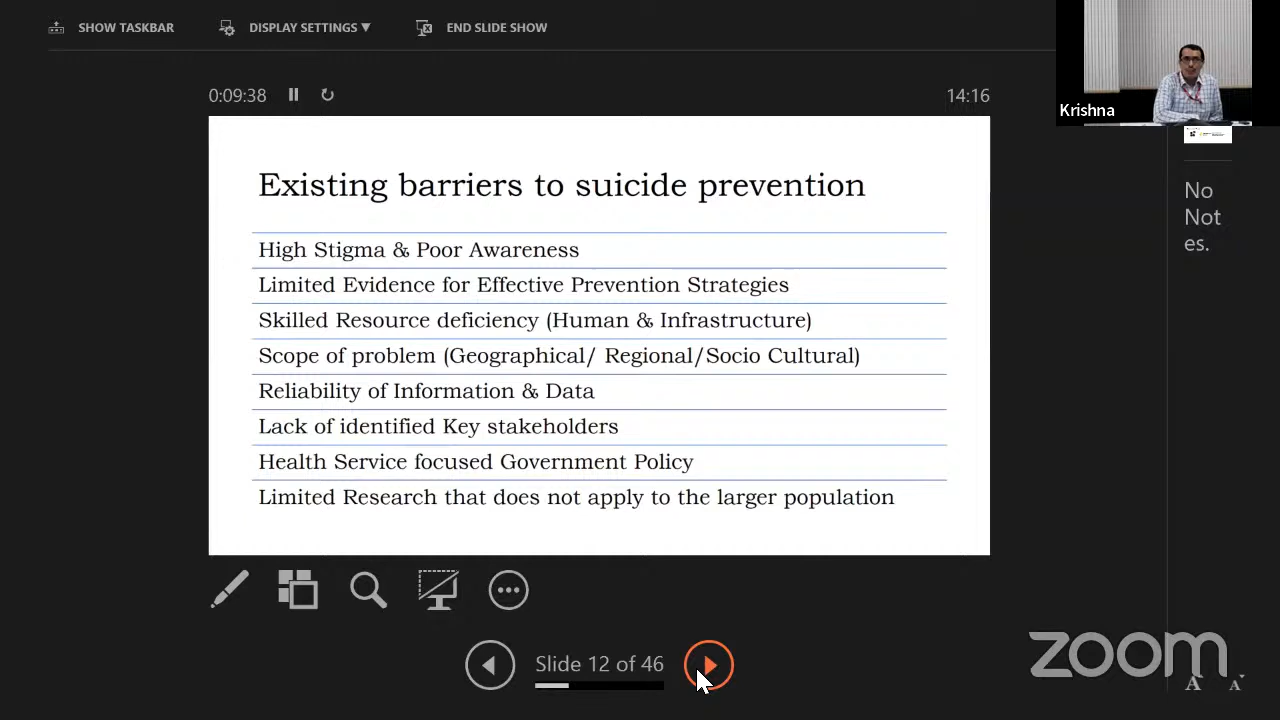 SHOW TASKBAR
DISPLAY SETTINGS ▼
END SLIDE SHOW
0:09:38
14:16
Krishna
Existing barriers to suicide prevention
High Stigma & Poor Awareness
Limited Evidence for Effective Prevention Strategies
Skilled Resource deficiency (Human & Infrastructure)
Scope of problem (Geographical/ Regional/Socio Cultural)
Reliability of Information & Data
Lack of identified Key stakeholders
Health Service focused Government Policy
Limited Research that does not apply to the larger population
No
Not
es.
Slide 12 of 46
zoom
A
A